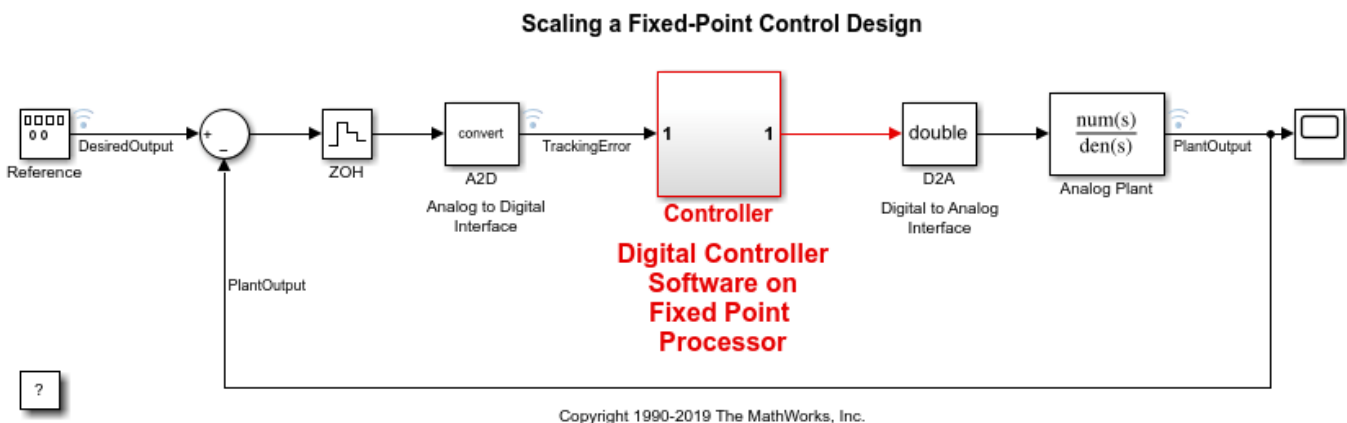 Scaling a Fixed-Point Control Design
DesiredOutput
Reference
+
−
ZOH
convert
A2D
Analog to Digital
Interface
TrackingError
1
1
Controller
Digital Controller
Software on
Fixed Point
Processor
double
D2A
Digital to Analog
Interface
num(s)
den(s)
Analog Plant
PlantOutput
PlantOutput
?
Copyright 1990-2019 The MathWorks, Inc.